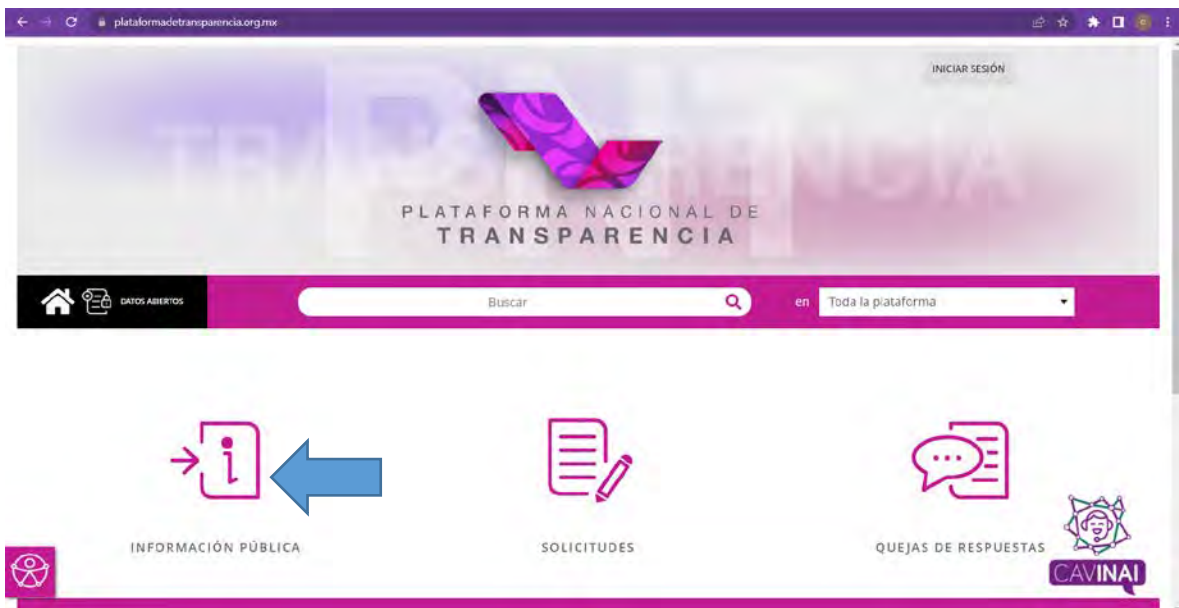 plataformadetransparencia.org.mx
INICIAR SESIÓN
PLATAFORMA NACIONAL DE
TRANSPARENCIA
DATOS ABIERTOS
Buscar
en
Toda la plataforma
INFORMACIÓN PÚBLICA
SOLICITUDES
QUEJAS DE RESPUESTAS
CAVINAI